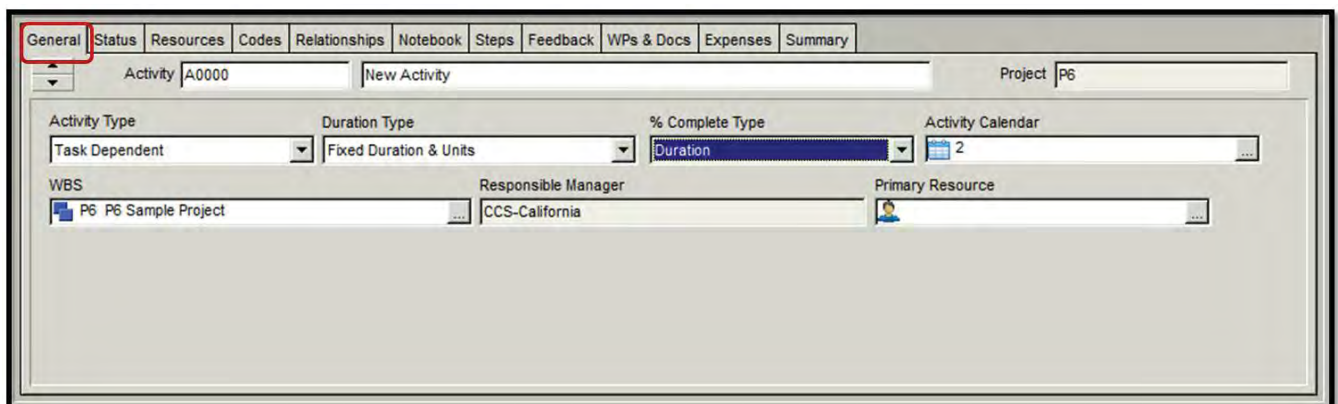 General Status Resources Codes Relationships Notebook Steps Feedback WPs & Docs Expenses Summary
Activity A0000 New Activity Project P6
Activity Type Duration Type % Complete Type Activity Calendar
Task Dependent Fixed Duration & Units Duration 2 ...
WBS Responsible Manager Primary Resource
P6 P6 Sample Project ... CCS-California ...